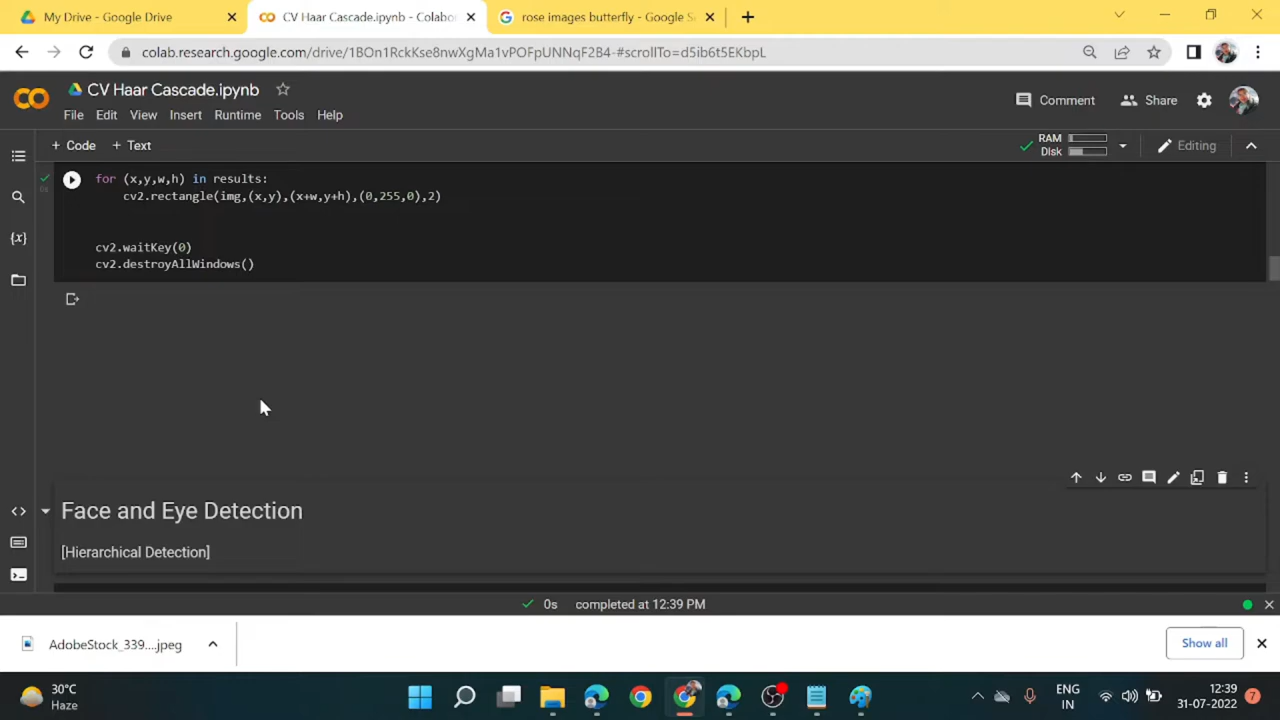 My Drive - Google Drive
CV Haar Cascade.ipynb - Colabor
rose images butterfly - Google Se
colab.research.google.com/drive/1BOn1RckKse8nwXgMa1vPOFpUNNqF2B4-#scrollTo=d5ib6t5EKbpL
CV Haar Cascade.ipynb
Comment
Share
File Edit View Insert Runtime Tools Help
+ Code + Text
RAM
Disk
Editing
for (x,y,w,h) in results:
cv2.rectangle(img,(x,y),(x+w,y+h),(0,255,0),2)
cv2.waitKey(0)
cv2.destroyAllWindows()
0s
{x}
Face and Eye Detection
[Hierarchical Detection]
0s completed at 12:39 PM
AdobeStock_339....jpeg
Show all
30°C
Haze
ENG
IN
12:39
31-07-2022
7